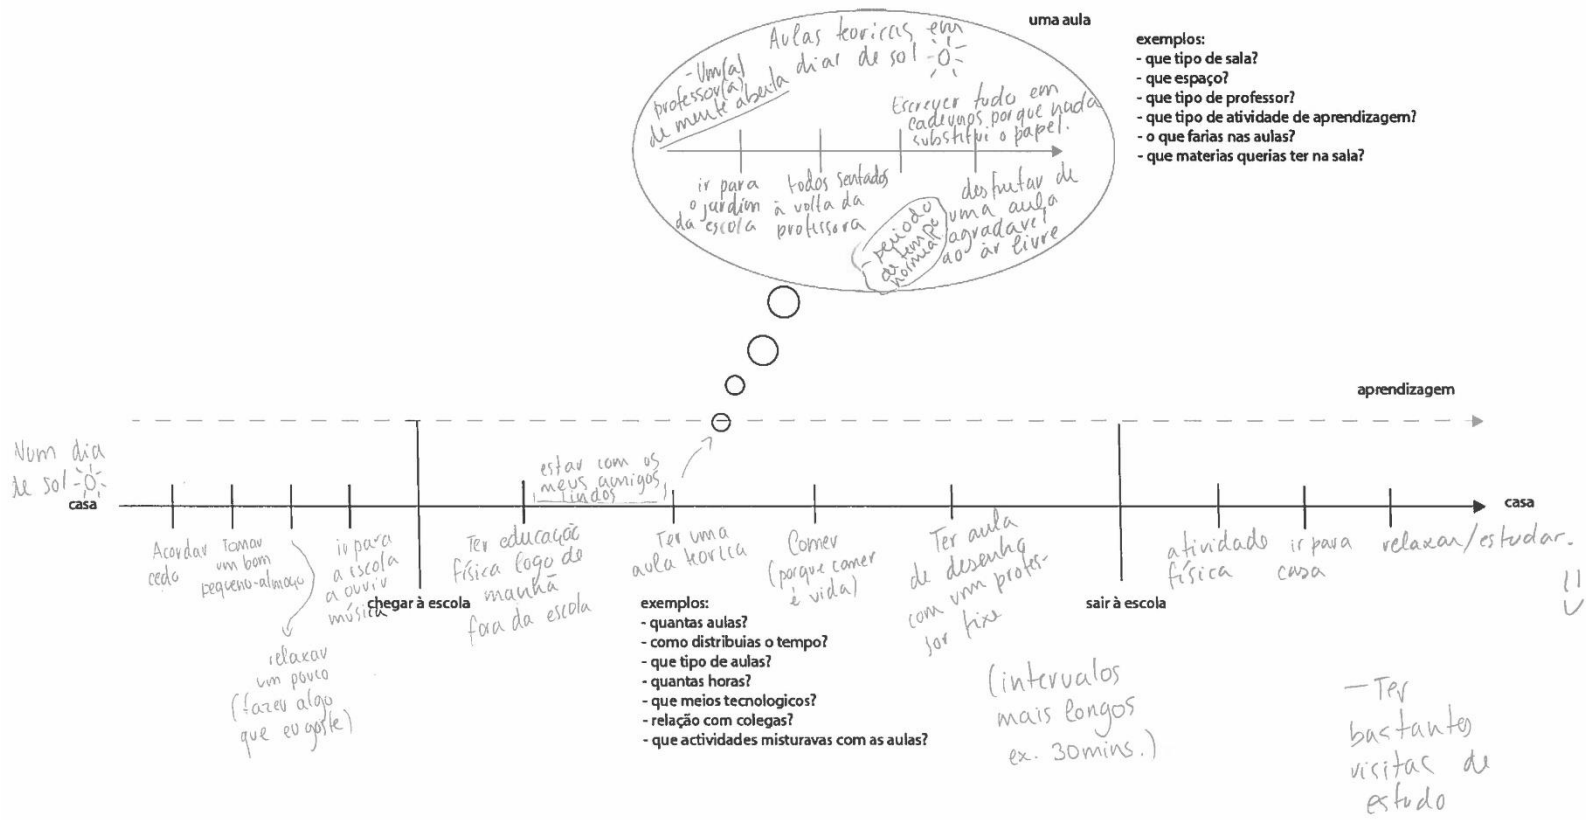 uma aula
exemplos:
- que tipo de sala?
- que espaço?
- que tipo de professor?
- que tipo de atividade de aprendizagem?
- o que farias nas aulas?
- que materias querias ter na sala?
Aulas teoricas em
diar de sol
- Um(a)
professor(a)
de mente aberta
Escrever tudo em
cadernos porque nada
substitui o papel.
ir para
o jardim
da escola
todos sentados
à volta da
professora
- periodo
de tempo
normal
desfrutar de
uma aula
agradavel
ao ar livre
aprendizagem
Num dia
de sol
casa
estar com os
meus amigos
lindos
casa
Acordar
cedo
Tomar
um bom
pequeno-almoço
relaxar
um pouco
(fazer algo
que eu goste)
ir para
a escola
a ouvir
música
chegar à escola
Ter educação
física logo de
manhã
fora da escola
Ter uma
aula teorica
Comer
(porque comer
é vida)
Ter aula
de desenho
com um profes-
sor fixe
sair à escola
atividade
física
ir para
casa
relaxar/estudar.
exemplos:
- quantas aulas?
- como distribuias o tempo?
- que tipo de aulas?
- quantas horas?
- que meios tecnologicos?
- relação com colegas?
- que actividades misturavas com as aulas?
(intervalos
mais longos
ex. 30mins.)
- Ter
bastantes
visitas de
estudo